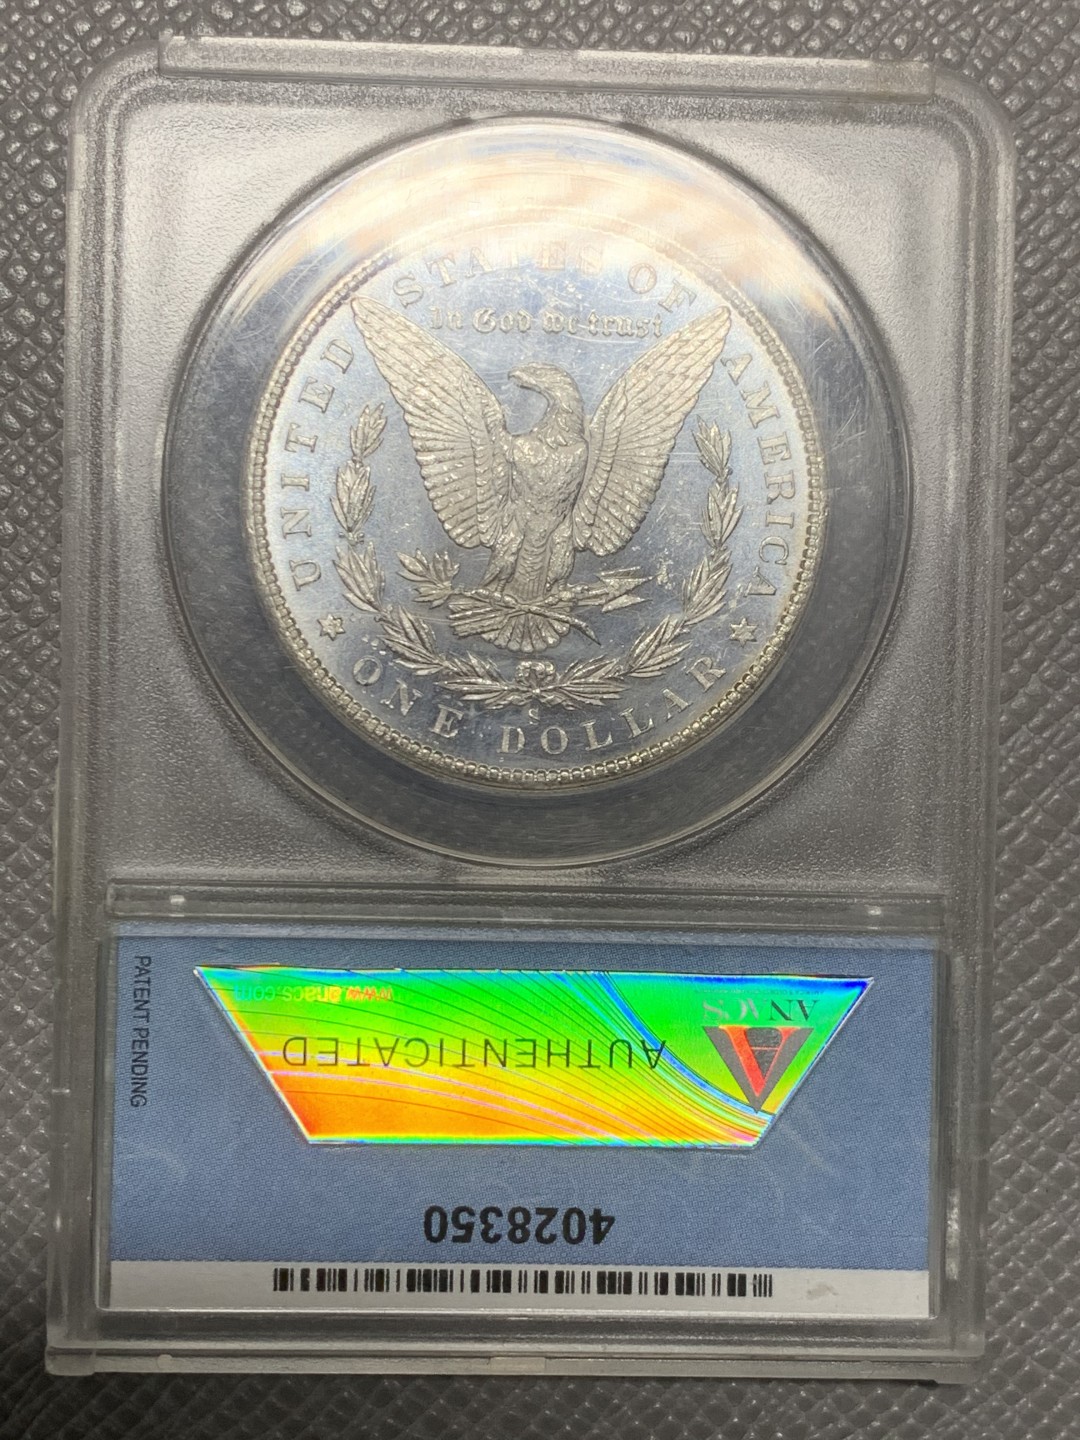 UNITED STATES OF AMERICA
In God we trust
ONE DOLLAR
S
PATENT PENDING
www.anacs.com
ANACS
AUTHENTICATED
4028350